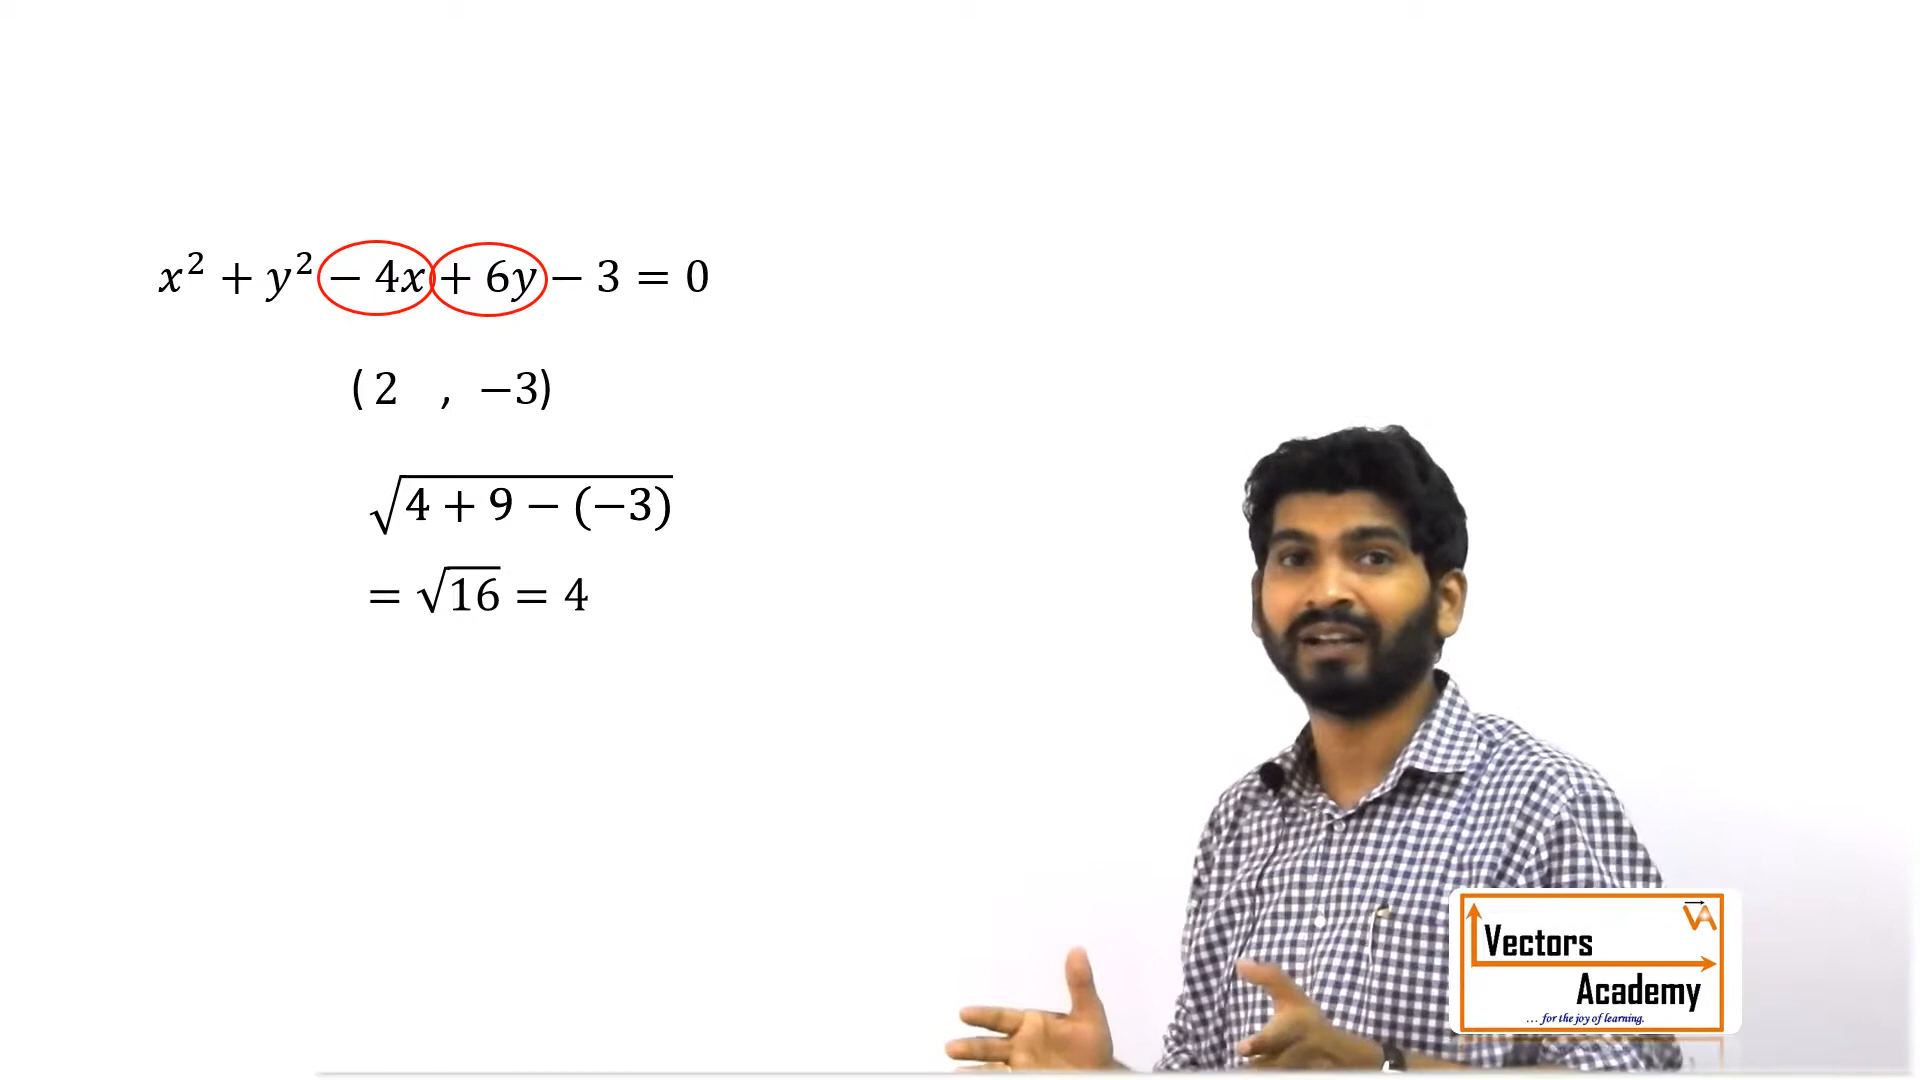 x² + y² − 4x + 6y − 3 = 0
( 2 , −3)
√4 + 9 − (−3)
= √16 = 4
VA
Vectors
Academy
... for the joy of learning.